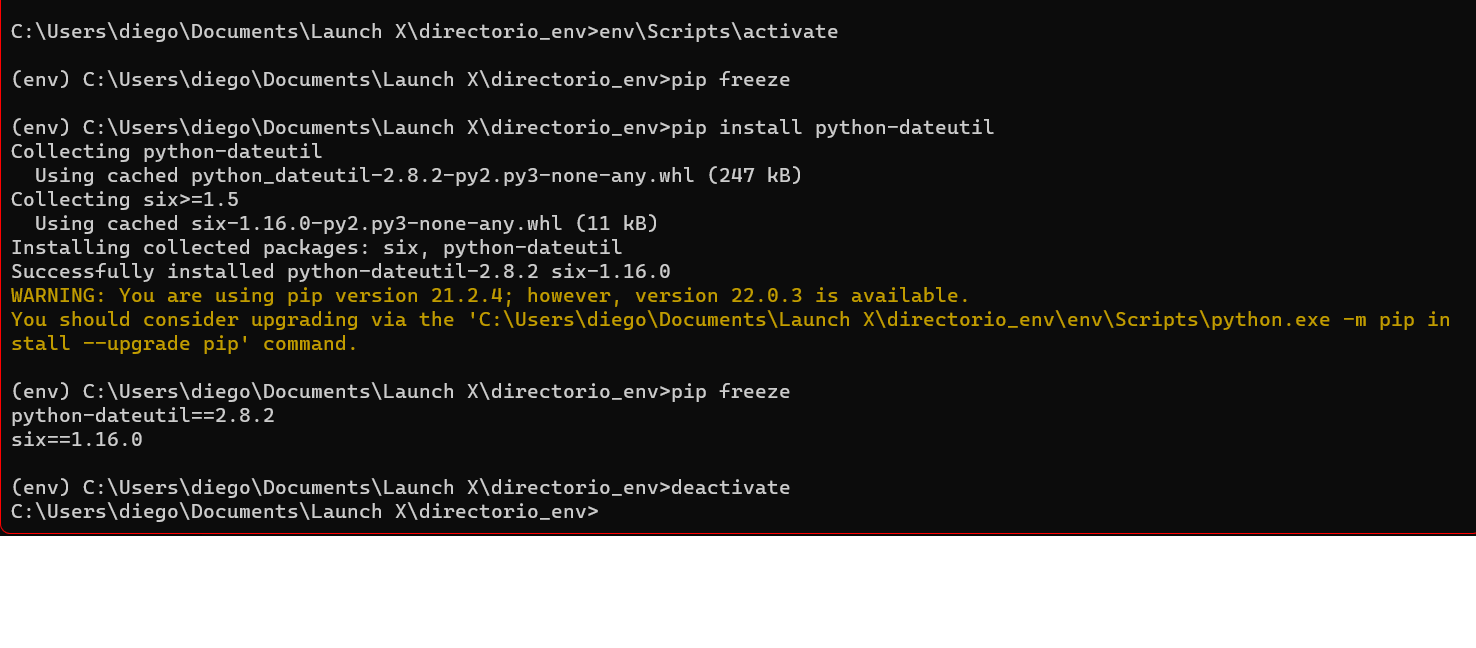 C:\Users\diego\Documents\Launch X\directorio_env>env\Scripts\activate
(env) C:\Users\diego\Documents\Launch X\directorio_env>pip freeze
(env) C:\Users\diego\Documents\Launch X\directorio_env>pip install python-dateutil
Collecting python-dateutil
  Using cached python_dateutil-2.8.2-py2.py3-none-any.whl (247 kB)
Collecting six>=1.5
  Using cached six-1.16.0-py2.py3-none-any.whl (11 kB)
Installing collected packages: six, python-dateutil
Successfully installed python-dateutil-2.8.2 six-1.16.0
WARNING: You are using pip version 21.2.4; however, version 22.0.3 is available.
You should consider upgrading via the 'C:\Users\diego\Documents\Launch X\directorio_env\env\Scripts\python.exe -m pip in
stall --upgrade pip' command.
(env) C:\Users\diego\Documents\Launch X\directorio_env>pip freeze
python-dateutil==2.8.2
six==1.16.0
(env) C:\Users\diego\Documents\Launch X\directorio_env>deactivate
C:\Users\diego\Documents\Launch X\directorio_env>